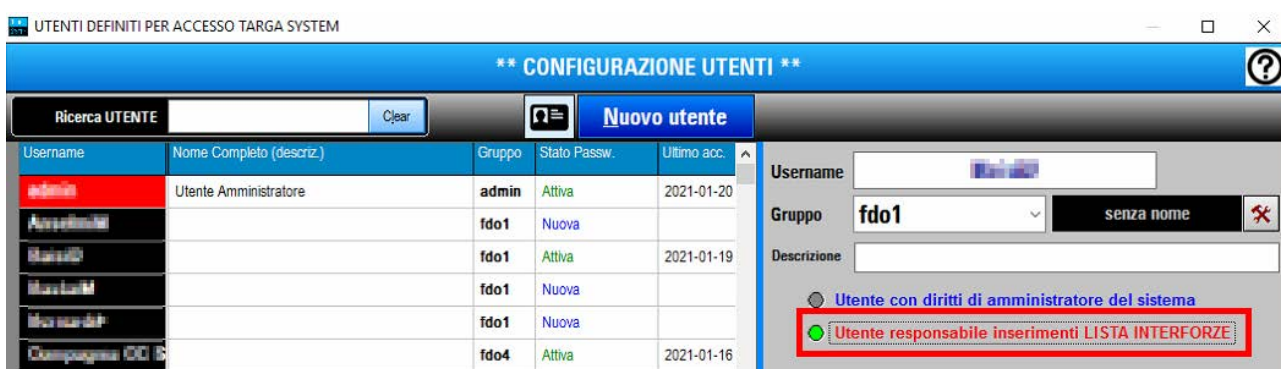 UTENTI DEFINITI PER ACCESSO TARGA SYSTEM
** CONFIGURAZIONE UTENTI **
Ricerca UTENTE Clear Nuovo utente
Username Nome Completo (descriz.) Gruppo Stato Passw. Ultimo acc.
admin Utente Amministratore admin Attiva 2021-01-20
fdo1 Nuova
fdo1 Attiva 2021-01-19
fdo1 Nuova
fdo1 Nuova
fdo4 Attiva 2021-01-16
Username
Gruppo fdo1 senza nome
Descrizione
Utente con diritti di amministratore del sistema
Utente responsabile inserimenti LISTA INTERFORZE